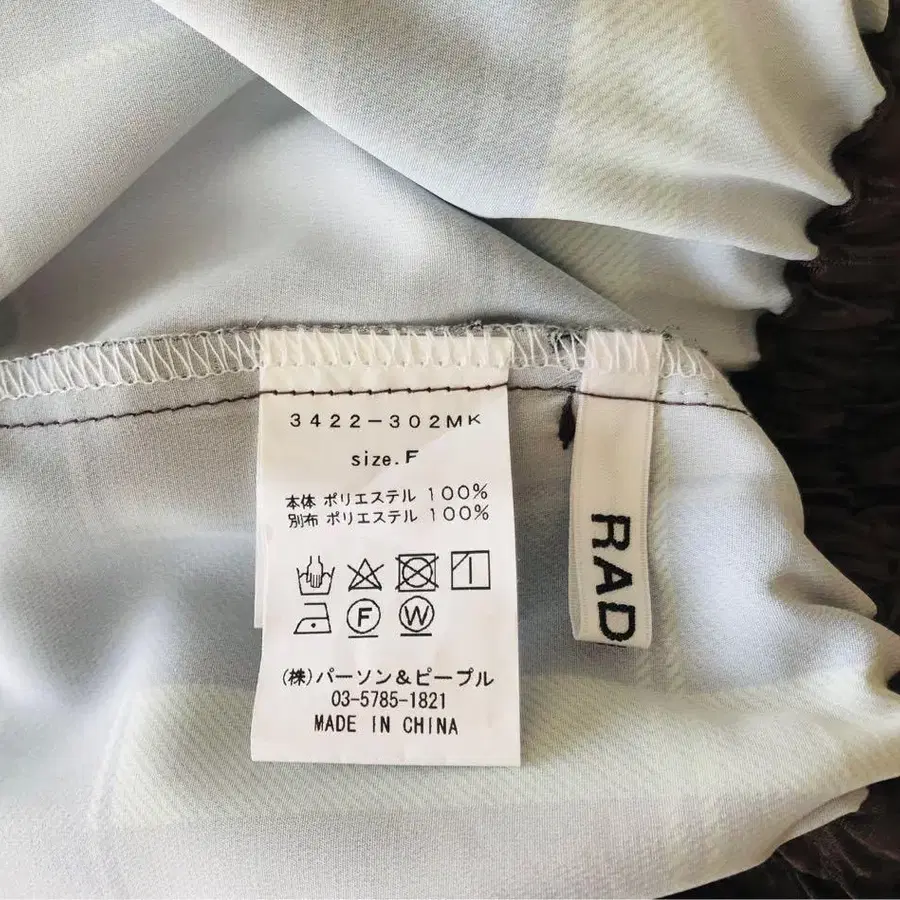 3422-302MK
size.F
本体 ポリエステル 100%
別布 ポリエステル 100%
F W
(株)パーソン&ピープル
03-5785-1821
MADE IN CHINA
RAD